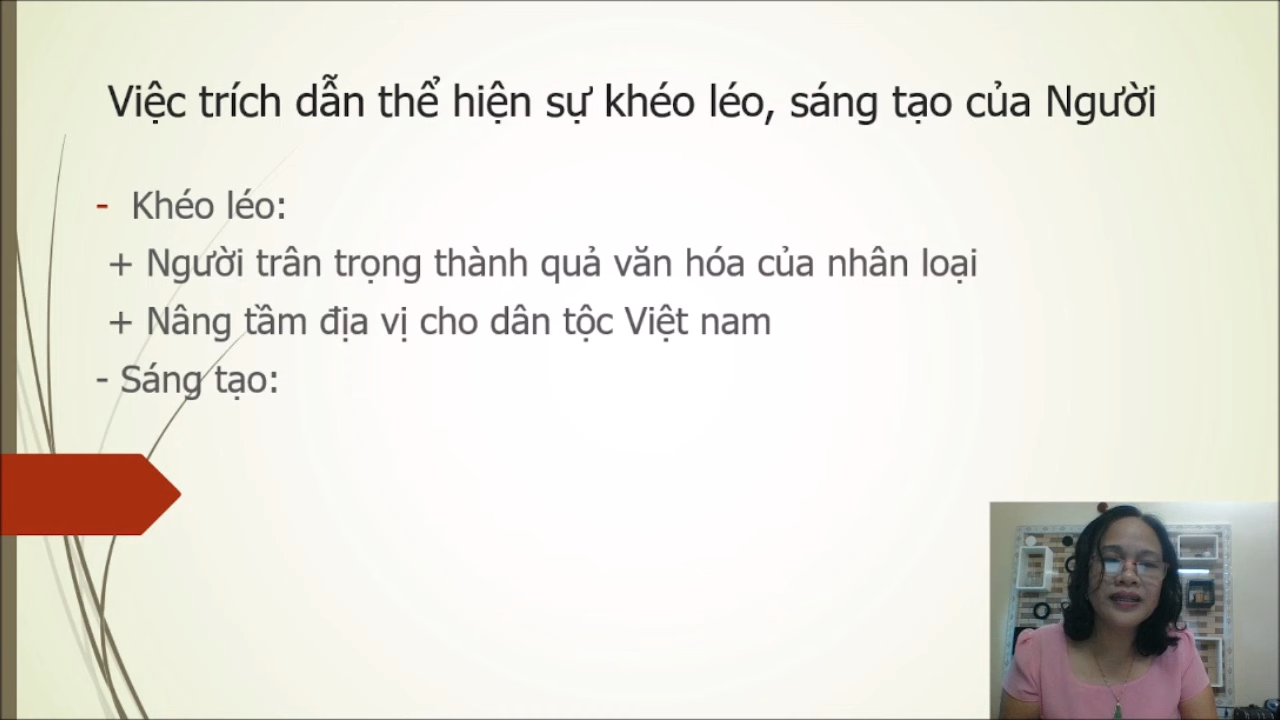 Việc trích dẫn thể hiện sự khéo léo, sáng tạo của Người
- Khéo léo:
+ Người trân trọng thành quả văn hóa của nhân loại
+ Nâng tầm địa vị cho dân tộc Việt nam
- Sáng tạo: